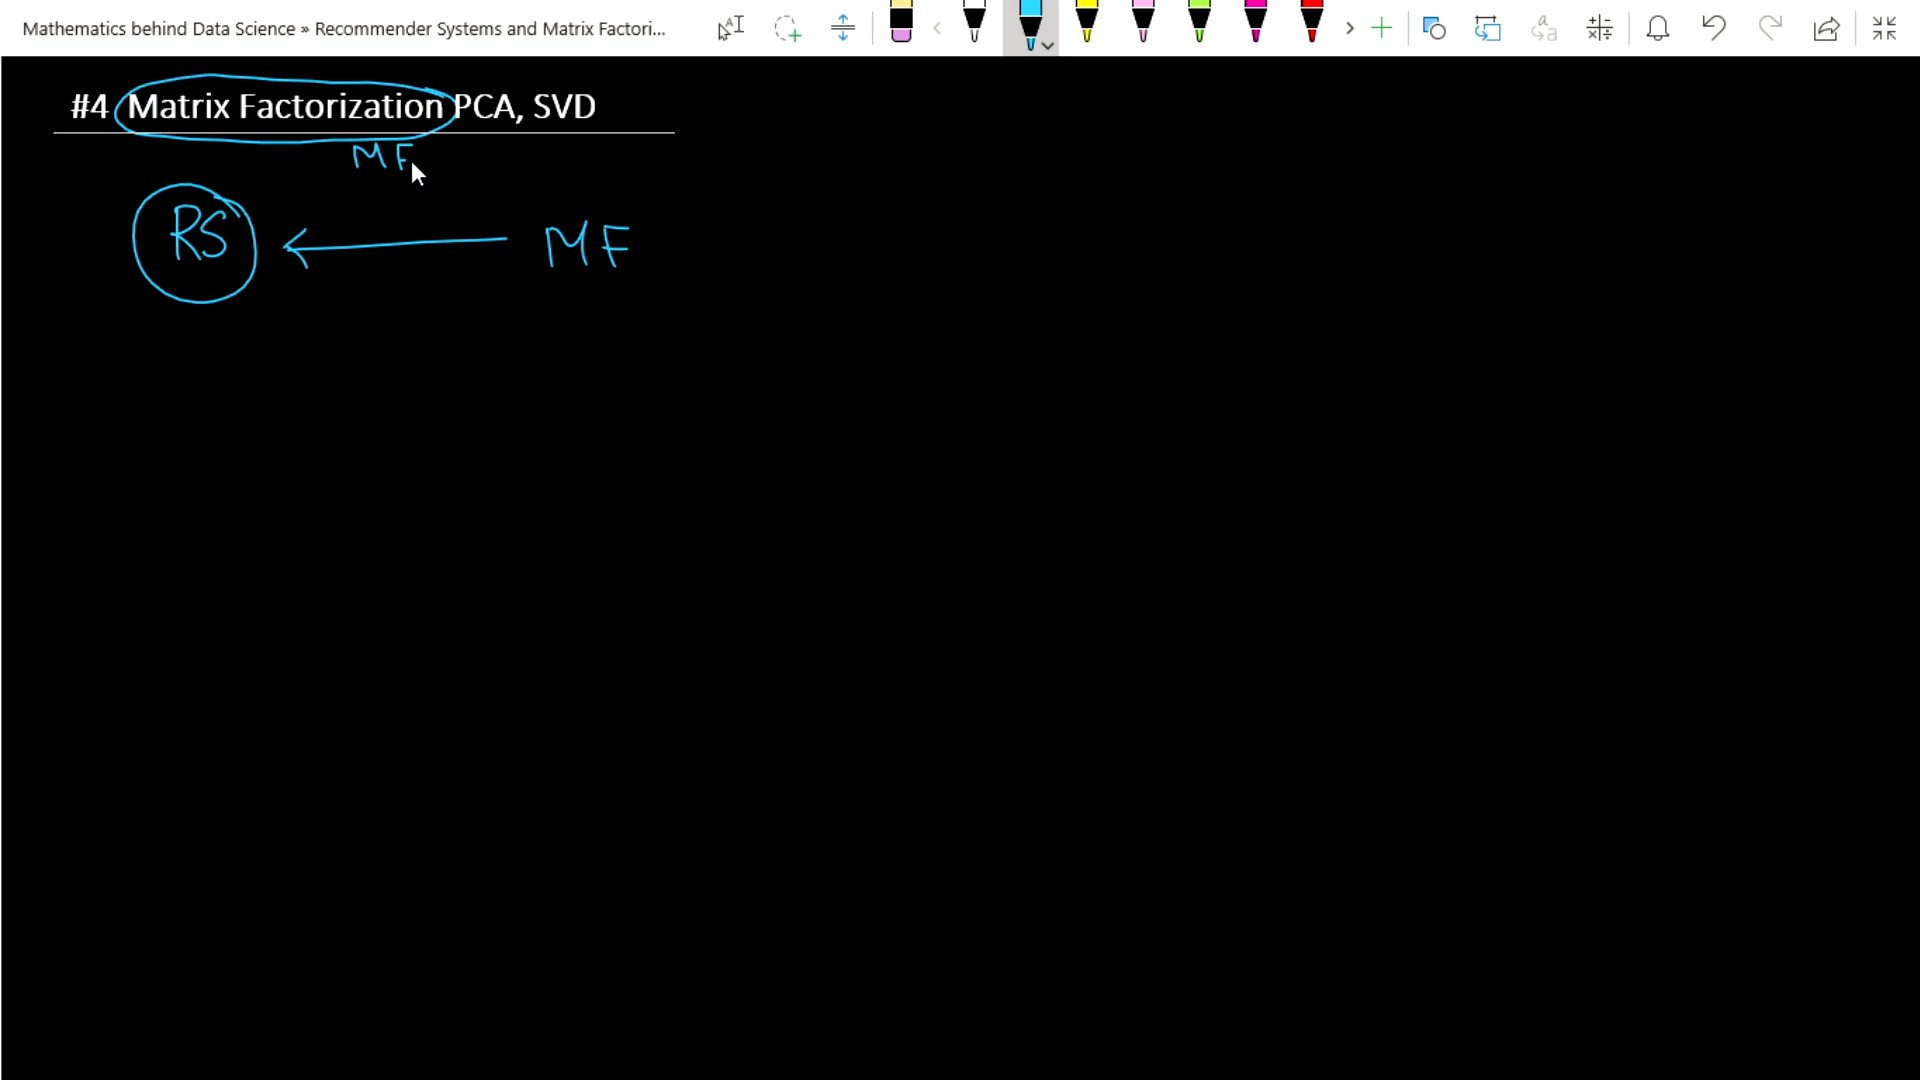 Mathematics behind Data Science » Recommender Systems and Matrix Factori...
#4 Matrix Factorization PCA, SVD
MF
RS MF